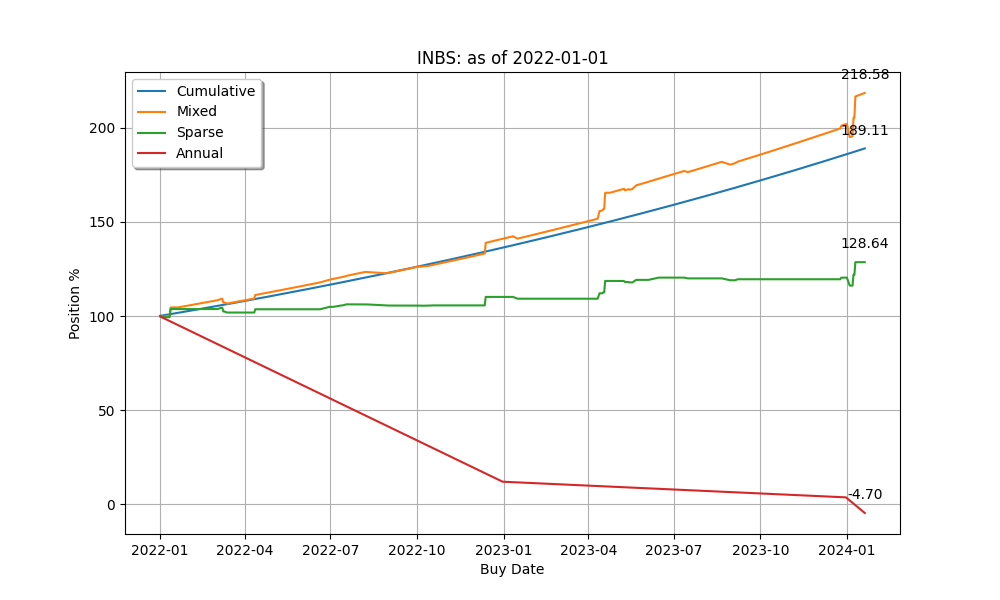 INBS: as of 2022-01-01
Cumulative
Mixed
Sparse
Annual
218.58
189.11
128.64
-4.70
200
150
100
50
0
Position %
2022-01 2022-04 2022-07 2022-10 2023-01 2023-04 2023-07 2023-10 2024-01
Buy Date